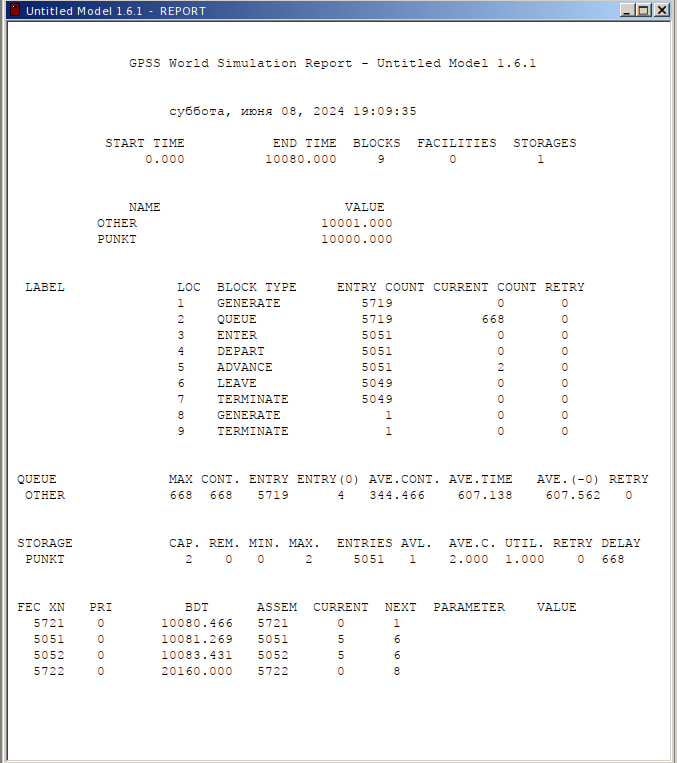 Untitled Model 1.6.1 - REPORT
GPSS World Simulation Report - Untitled Model 1.6.1
суббота, июня 08, 2024 19:09:35
START TIME END TIME BLOCKS FACILITIES STORAGES
0.000 10080.000 9 0 1
NAME VALUE
OTHER 10001.000
PUNKT 10000.000
LABEL LOC BLOCK TYPE ENTRY COUNT CURRENT COUNT RETRY
1 GENERATE 5719 0 0
2 QUEUE 5719 668 0
3 ENTER 5051 0 0
4 DEPART 5051 0 0
5 ADVANCE 5051 2 0
6 LEAVE 5049 0 0
7 TERMINATE 5049 0 0
8 GENERATE 1 0 0
9 TERMINATE 1 0 0
QUEUE MAX CONT. ENTRY ENTRY(0) AVE.CONT. AVE.TIME AVE.(-0) RETRY
OTHER 668 668 5719 4 344.466 607.138 607.562 0
STORAGE CAP. REM. MIN. MAX. ENTRIES AVL. AVE.C. UTIL. RETRY DELAY
PUNKT 2 0 0 2 5051 1 2.000 1.000 0 668
FEC XN PRI BDT ASSEM CURRENT NEXT PARAMETER VALUE
5721 0 10080.466 5721 0 1
5051 0 10081.269 5051 5 6
5052 0 10083.431 5052 5 6
5722 0 20160.000 5722 0 8